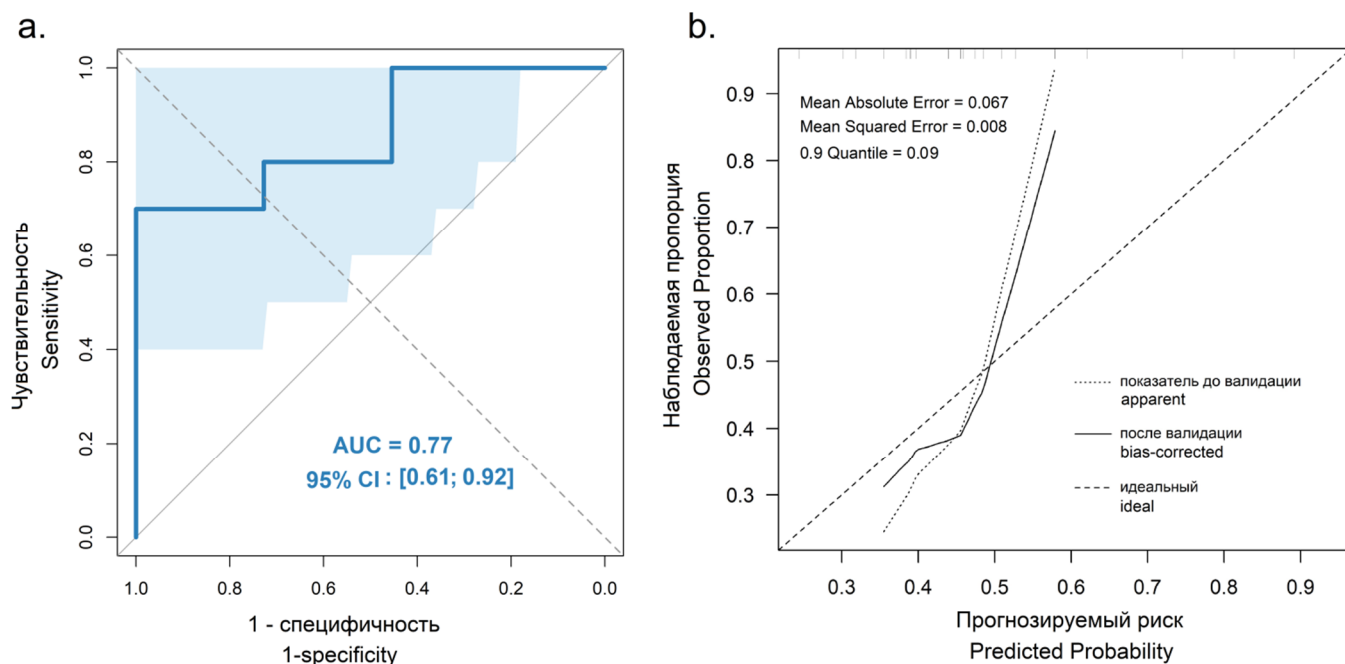 a.
1.0
0.8
0.6
0.4
0.2
0.0
Чувствительность
Sensitivity
AUC = 0.77
95% CI : [0.61; 0.92]
1.0
0.8
0.6
0.4
0.2
0.0
1 - специфичность
1-specificity
b.
0.9
0.8
0.7
0.6
0.5
0.4
0.3
Наблюдаемая пропорция
Observed Proportion
Mean Absolute Error = 0.067
Mean Squared Error = 0.008
0.9 Quantile = 0.09
показатель до валидации
apparent
после валидации
bias-corrected
идеальный
ideal
0.3
0.4
0.5
0.6
0.7
0.8
0.9
Прогнозируемый риск
Predicted Probability